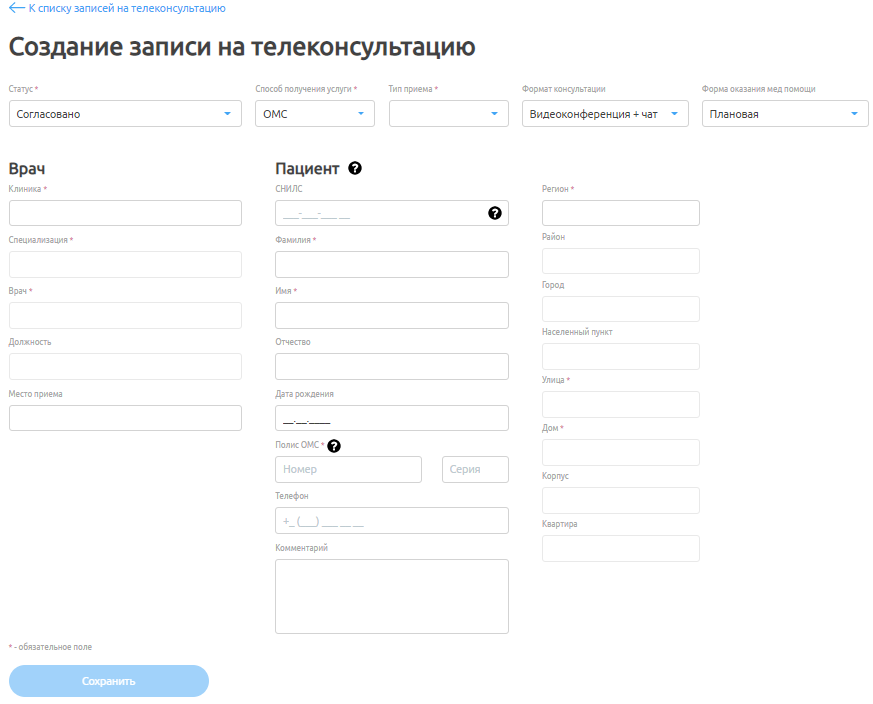 К списку записей на телеконсультацию
Создание записи на телеконсультацию
Статус *
Согласовано
Способ получения услуги *
ОМС
Тип приема *
Формат консультации
Видеоконференция + чат
Форма оказания мед помощи
Плановая
Врач
Клиника *
Специализация *
Врач *
Должность
Место приема
Пациент ?
СНИЛС
___-___-___ __ ?
Фамилия *
Имя *
Отчество
Дата рождения
__.__.____
Полис ОМС * ?
Номер
Серия
Телефон
+_ (___) ___ __ __
Комментарий
Регион *
Район
Город
Населенный пункт
Улица *
Дом *
Корпус
Квартира
* - обязательное поле
Сохранить